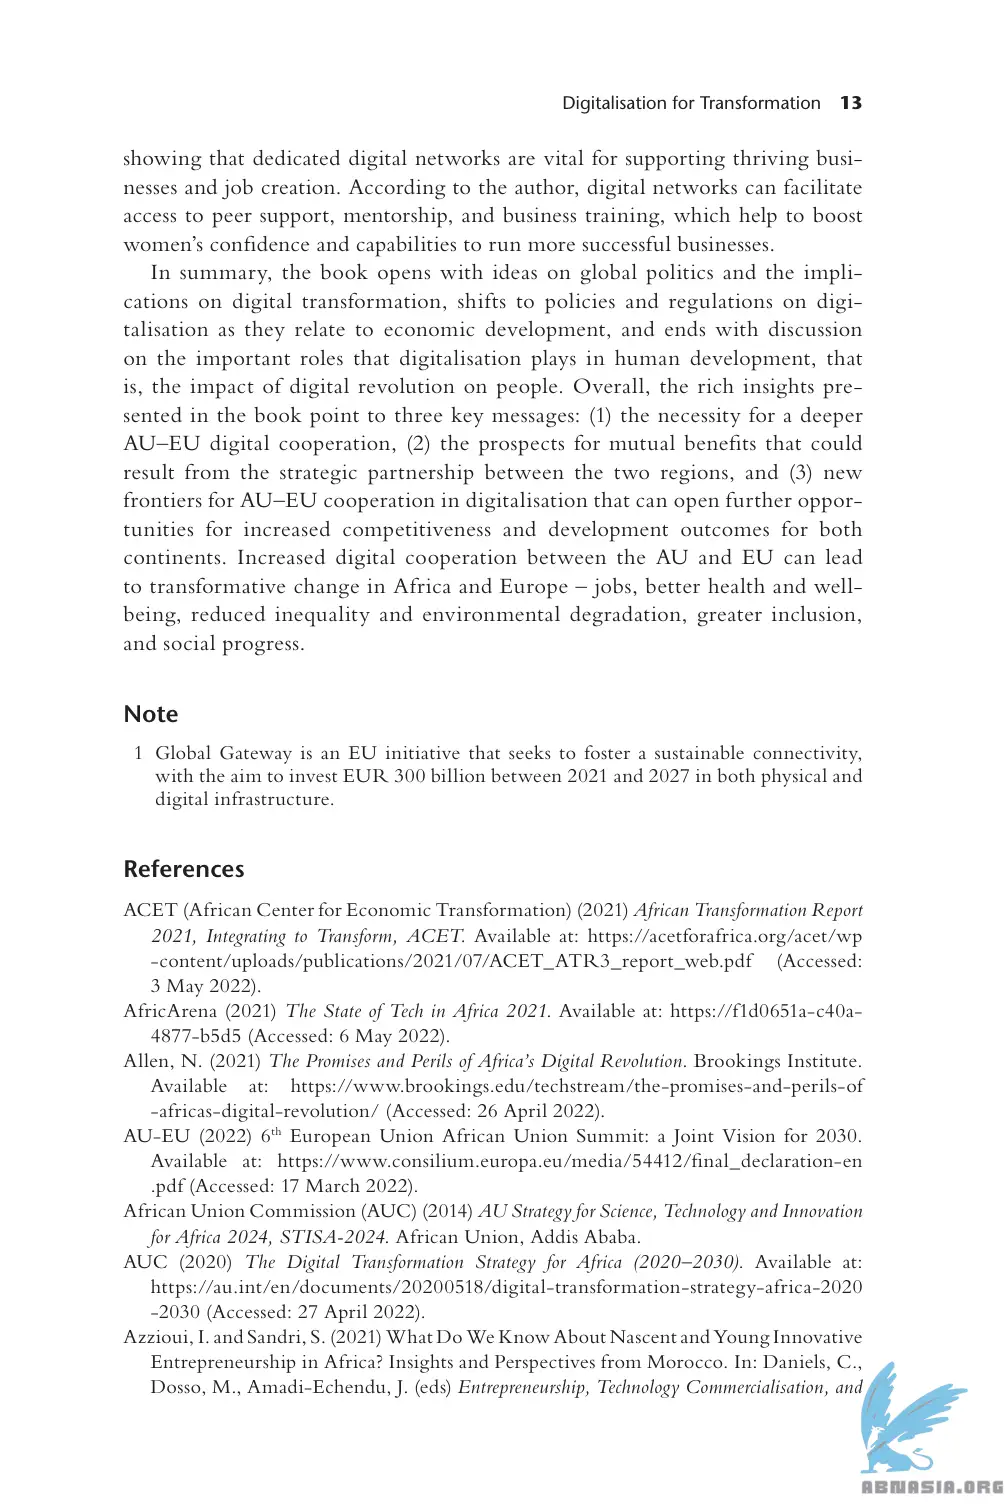 Digitalisation for Transformation 13
showing that dedicated digital networks are vital for supporting thriving busi-
nesses and job creation. According to the author, digital networks can facilitate
access to peer support, mentorship, and business training, which help to boost
women’s confidence and capabilities to run more successful businesses.
In summary, the book opens with ideas on global politics and the impli-
cations on digital transformation, shifts to policies and regulations on digi-
talisation as they relate to economic development, and ends with discussion
on the important roles that digitalisation plays in human development, that
is, the impact of digital revolution on people. Overall, the rich insights pre-
sented in the book point to three key messages: (1) the necessity for a deeper
AU–EU digital cooperation, (2) the prospects for mutual benefits that could
result from the strategic partnership between the two regions, and (3) new
frontiers for AU–EU cooperation in digitalisation that can open further oppor-
tunities for increased competitiveness and development outcomes for both
continents. Increased digital cooperation between the AU and EU can lead
to transformative change in Africa and Europe – jobs, better health and well-
being, reduced inequality and environmental degradation, greater inclusion,
and social progress.
Note
1 Global Gateway is an EU initiative that seeks to foster a sustainable connectivity,
with the aim to invest EUR 300 billion between 2021 and 2027 in both physical and
digital infrastructure.
References
ACET (African Center for Economic Transformation) (2021) African Transformation Report
2021, Integrating to Transform, ACET. Available at: https://acetforafrica.org/acet/wp
-content/uploads/publications/2021/07/ACET_ATR3_report_web.pdf (Accessed:
3 May 2022).
AfricArena (2021) The State of Tech in Africa 2021. Available at: https://f1d0651a-c40a-
4877-b5d5 (Accessed: 6 May 2022).
Allen, N. (2021) The Promises and Perils of Africa’s Digital Revolution. Brookings Institute.
Available at: https://www.brookings.edu/techstream/the-promises-and-perils-of
-africas-digital-revolution/ (Accessed: 26 April 2022).
AU-EU (2022) 6th European Union African Union Summit: a Joint Vision for 2030.
Available at: https://www.consilium.europa.eu/media/54412/final_declaration-en
.pdf (Accessed: 17 March 2022).
African Union Commission (AUC) (2014) AU Strategy for Science, Technology and Innovation
for Africa 2024, STISA-2024. African Union, Addis Ababa.
AUC (2020) The Digital Transformation Strategy for Africa (2020–2030). Available at:
https://au.int/en/documents/20200518/digital-transformation-strategy-africa-2020
-2030 (Accessed: 27 April 2022).
Azzioui, I. and Sandri, S. (2021) What Do We Know About Nascent and Young Innovative
Entrepreneurship in Africa? Insights and Perspectives from Morocco. In: Daniels, C.,
Dosso, M., Amadi-Echendu, J. (eds) Entrepreneurship, Technology Commercialisation, and
ABNASIA.ORG